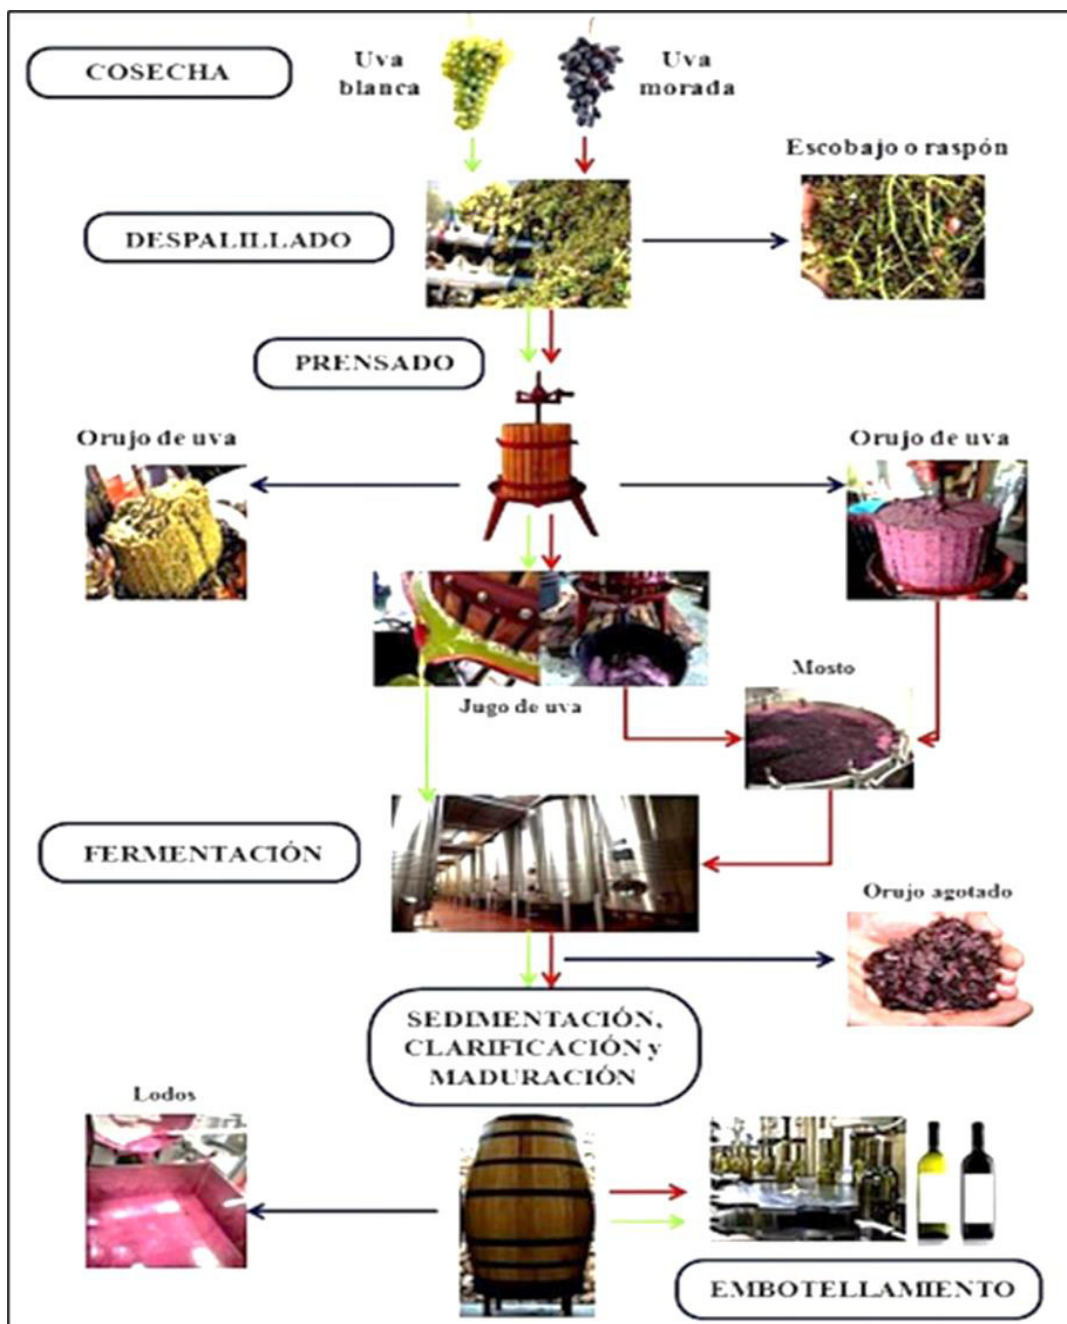 COSECHA
Uva
blanca
Uva
morada
Escobajo o raspón
DESPALILLADO
PRENSADO
Orujo de uva
Orujo de uva
Jugo de uva
Mosto
FERMENTACIÓN
Orujo agotado
SEDIMENTACIÓN,
CLARIFICACIÓN y
MADURACIÓN
Lodos
EMBOTELLAMIENTO